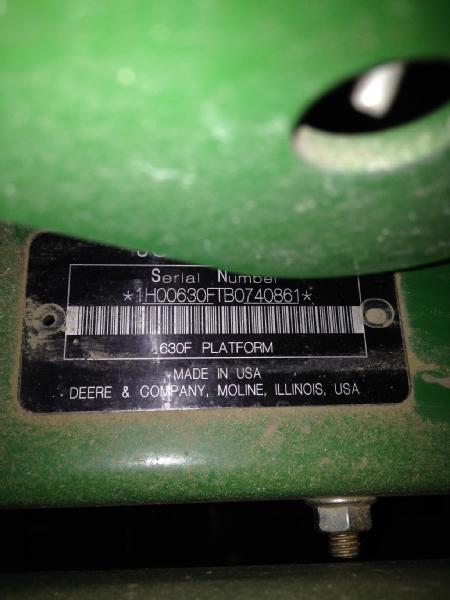 Serial Number
*1H00630FTB0740861*
630F PLATFORM
MADE IN USA
DEERE & COMPANY, MOLINE, ILLINOIS, USA